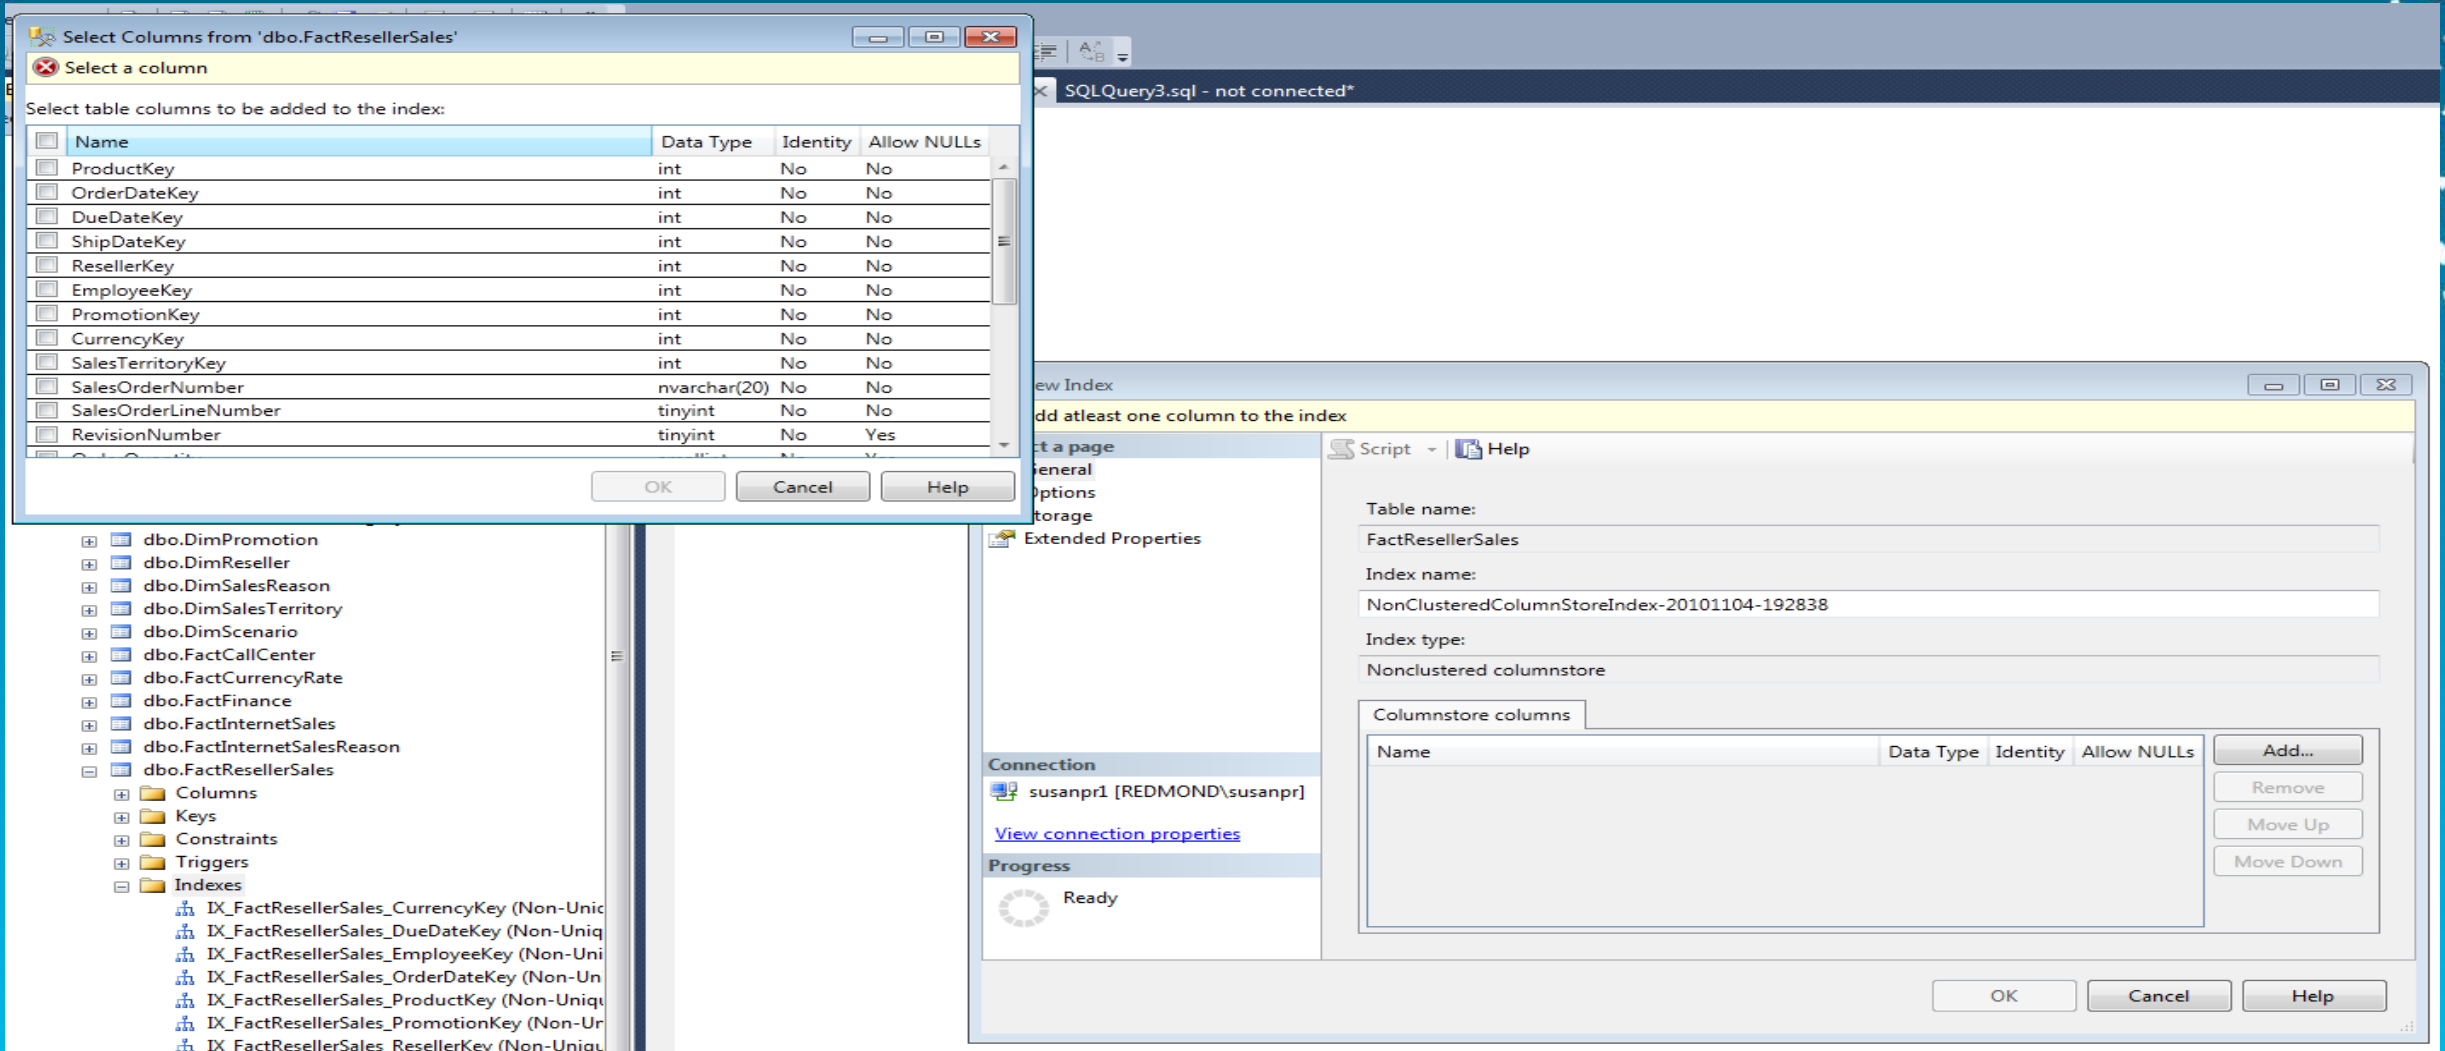 Select Columns from 'dbo.FactResellerSales'
Select a column
Select table columns to be added to the index:
Name Data Type Identity Allow NULLs
ProductKey int No No
OrderDateKey int No No
DueDateKey int No No
ShipDateKey int No No
ResellerKey int No No
EmployeeKey int No No
PromotionKey int No No
CurrencyKey int No No
SalesTerritoryKey int No No
SalesOrderNumber nvarchar(20) No No
SalesOrderLineNumber tinyint No No
RevisionNumber tinyint No Yes
OK Cancel Help
SQLQuery3.sql - not connected*
dbo.DimPromotion
dbo.DimReseller
dbo.DimSalesReason
dbo.DimSalesTerritory
dbo.DimScenario
dbo.FactCallCenter
dbo.FactCurrencyRate
dbo.FactFinance
dbo.FactInternetSales
dbo.FactInternetSalesReason
dbo.FactResellerSales
Columns
Keys
Constraints
Triggers
Indexes
IX_FactResellerSales_CurrencyKey (Non-Unic
IX_FactResellerSales_DueDateKey (Non-Uniq
IX_FactResellerSales_EmployeeKey (Non-Uni
IX_FactResellerSales_OrderDateKey (Non-Un
IX_FactResellerSales_ProductKey (Non-Uniqu
IX_FactResellerSales_PromotionKey (Non-Ur
IX_FactResellerSales_ResellerKey (Non-Uniqu
ew Index
dd atleast one column to the index
ct a page
General
Options
torage
Extended Properties
Connection
susanpr1 [REDMOND\susanpr]
View connection properties
Progress
Ready
Script Help
Table name:
FactResellerSales
Index name:
NonClusteredColumnStoreIndex-20101104-192838
Index type:
Nonclustered columnstore
Columnstore columns
Name Data Type Identity Allow NULLs
Add...
Remove
Move Up
Move Down
OK Cancel Help